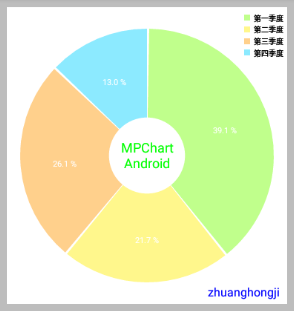 第一季度
第二季度
第三季度
第四季度
13.0 %
39.1 %
MPChart
Android
26.1 %
21.7 %
zhuanghongji